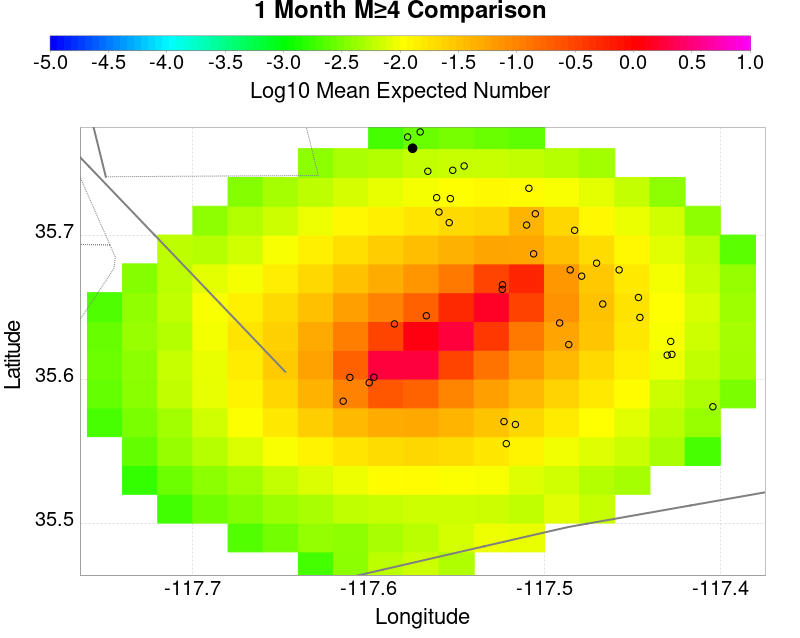 1 Month M≥4 Comparison
-5.0 -4.5 -4.0 -3.5 -3.0 -2.5 -2.0 -1.5 -1.0 -0.5 0.0 0.5 1.0
Log10 Mean Expected Number
35.7
35.6
35.5
Latitude
-117.7 -117.6 -117.5 -117.4
Longitude